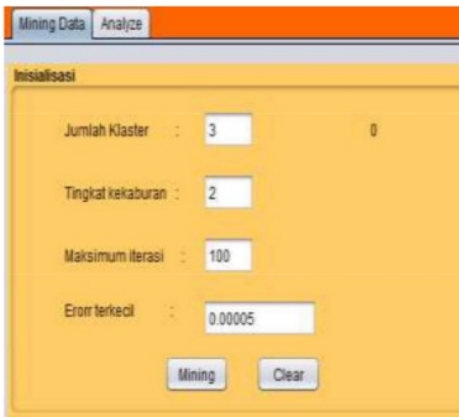 Mining Data Analyze
Inisialisasi
Jumlah Klaster : 3 0
Tingkat kekaburan : 2
Maksimum iterasi : 100
Erorr terkecil : 0.00005
Mining Clear